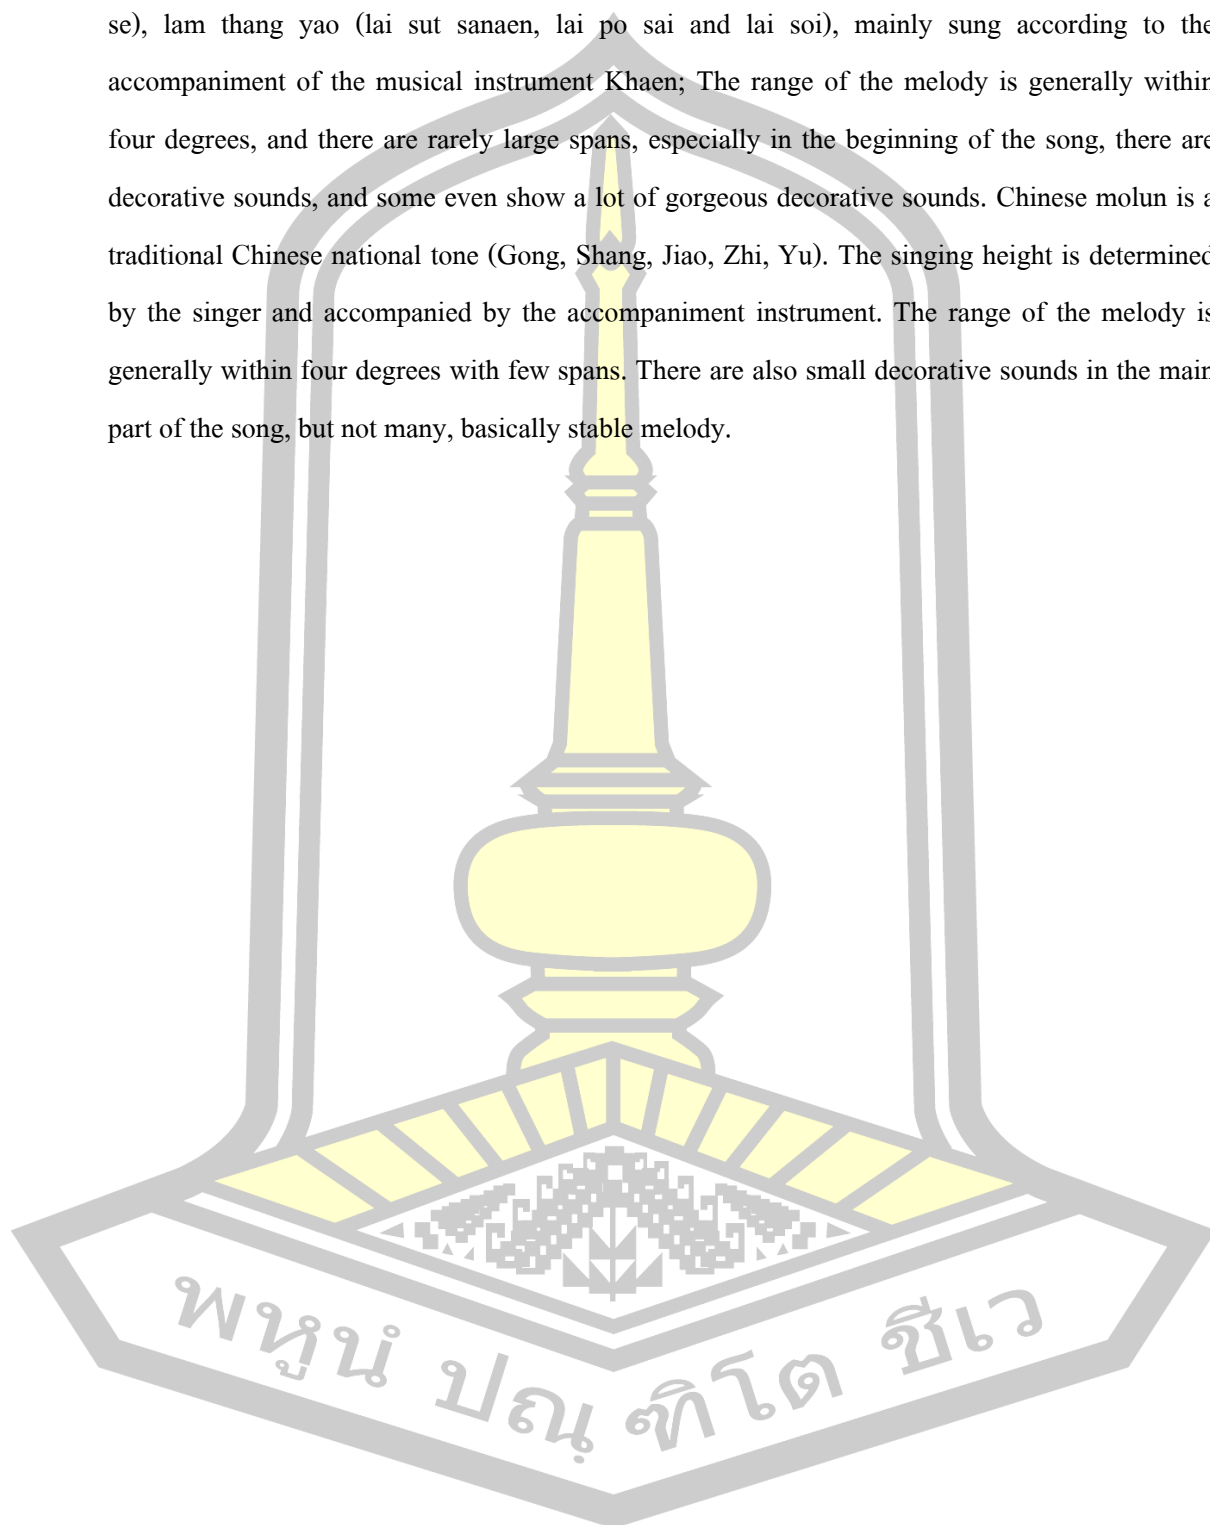 se), lam thang yao (lai sut sanaen, lai po sai and lai soi), mainly sung according to the
accompaniment of the musical instrument Khaen; The range of the melody is generally within
four degrees, and there are rarely large spans, especially in the beginning of the song, there are
decorative sounds, and some even show a lot of gorgeous decorative sounds. Chinese molun is a
traditional Chinese national tone (Gong, Shang, Jiao, Zhi, Yu). The singing height is determined
by the singer and accompanied by the accompaniment instrument. The range of the melody is
generally within four degrees with few spans. There are also small decorative sounds in the main
part of the song, but not many, basically stable melody.
พหูนํ ปณฺฑิโต ชีเว